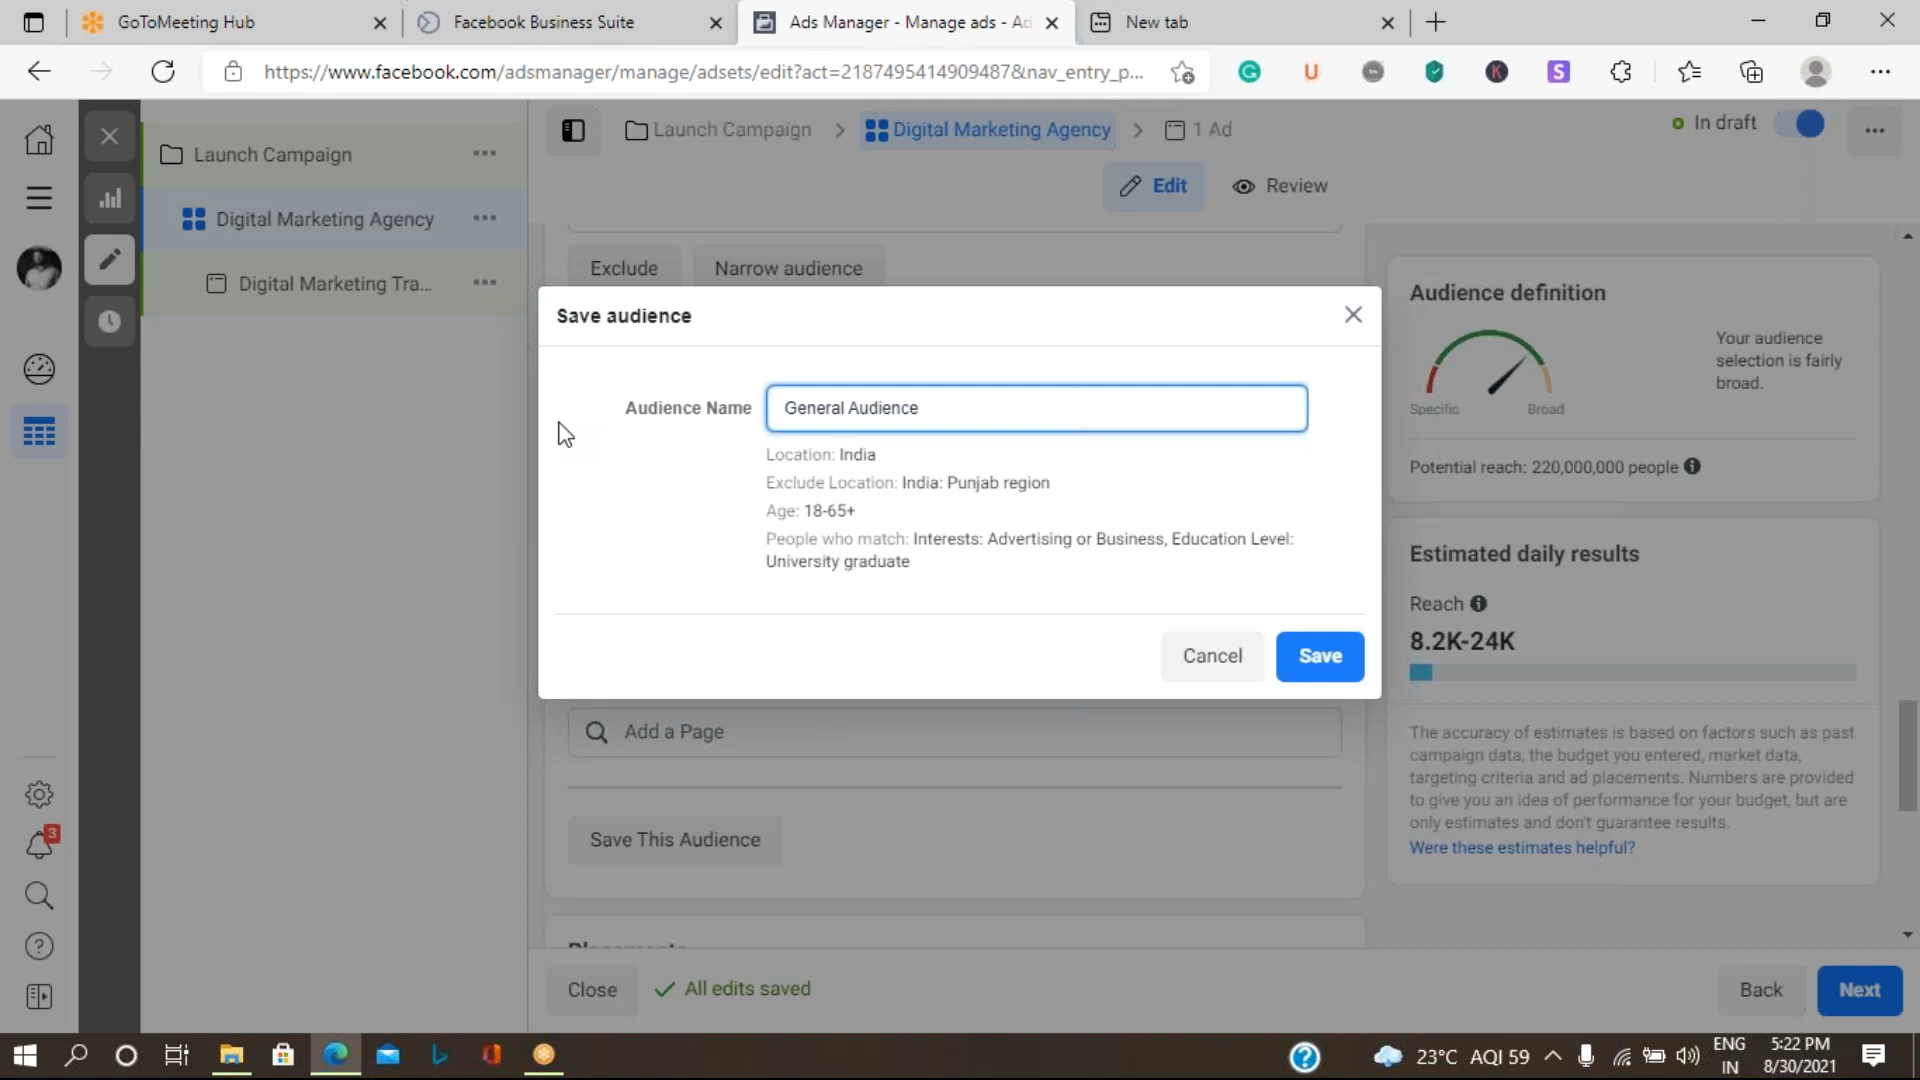 GoToMeeting Hub
Facebook Business Suite
Ads Manager - Manage ads - Ad
New tab
https://www.facebook.com/adsmanager/manage/adsets/edit?act=2187495414909487&nav_entry_p...
Launch Campaign
Digital Marketing Agency
Digital Marketing Tra...
Launch Campaign
Digital Marketing Agency
1 Ad
In draft
Edit
Review
Exclude
Narrow audience
Save audience
Audience Name
General Audience
Location: India
Exclude Location: India: Punjab region
Age: 18-65+
People who match: Interests: Advertising or Business, Education Level:
University graduate
Cancel
Save
Add a Page
Save This Audience
Placements
Close
All edits saved
Back
Next
Audience definition
Your audience
selection is fairly
broad.
Specific
Broad
Potential reach: 220,000,000 people
Estimated daily results
Reach
8.2K-24K
The accuracy of estimates is based on factors such as past
campaign data, the budget you entered, market data,
targeting criteria and ad placements. Numbers are provided
to give you an idea of performance for your budget, but are
only estimates and don't guarantee results.
Were these estimates helpful?
3
23°C AQI 59
ENG
IN
5:22 PM
8/30/2021